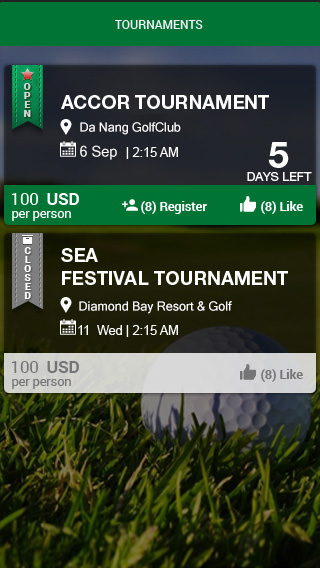 TOURNAMENTS
OPEN
ACCOR TOURNAMENT
Da Nang GolfClub
6 Sep | 2:15 AM
5
DAYS LEFT
100 USD
per person
(8) Register
(8) Like
CLOSED
SEA
FESTIVAL TOURNAMENT
Diamond Bay Resort & Golf
11 Wed | 2:15 AM
100 USD
per person
(8) Like